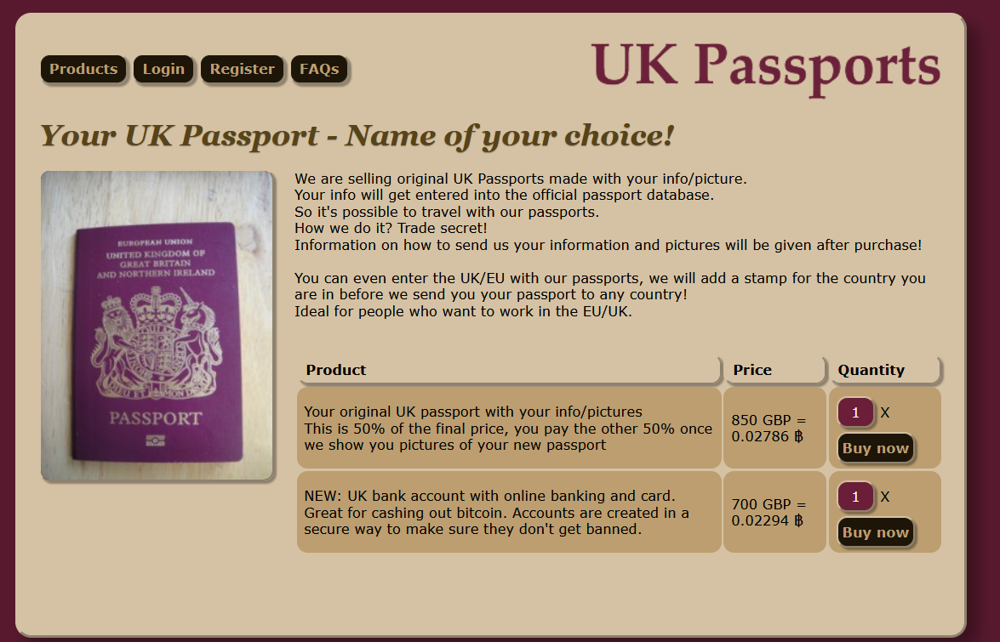 Products Login Register FAQs
UK Passports
Your UK Passport - Name of your choice!
EUROPEAN UNION
UNITED KINGDOM OF
GREAT BRITAIN
AND NORTHERN IRELAND
DIEU ET MON DROIT
PASSPORT
We are selling original UK Passports made with your info/picture.
Your info will get entered into the official passport database.
So it's possible to travel with our passports.
How we do it? Trade secret!
Information on how to send us your information and pictures will be given after purchase!
You can even enter the UK/EU with our passports, we will add a stamp for the country you
are in before we send you your passport to any country!
Ideal for people who want to work in the EU/UK.
Product Price Quantity
Your original UK passport with your info/pictures
This is 50% of the final price, you pay the other 50% once
we show you pictures of your new passport
850 GBP =
0.02786 ฿
1 X
Buy now
NEW: UK bank account with online banking and card.
Great for cashing out bitcoin. Accounts are created in a
secure way to make sure they don't get banned.
700 GBP =
0.02294 ฿
1 X
Buy now